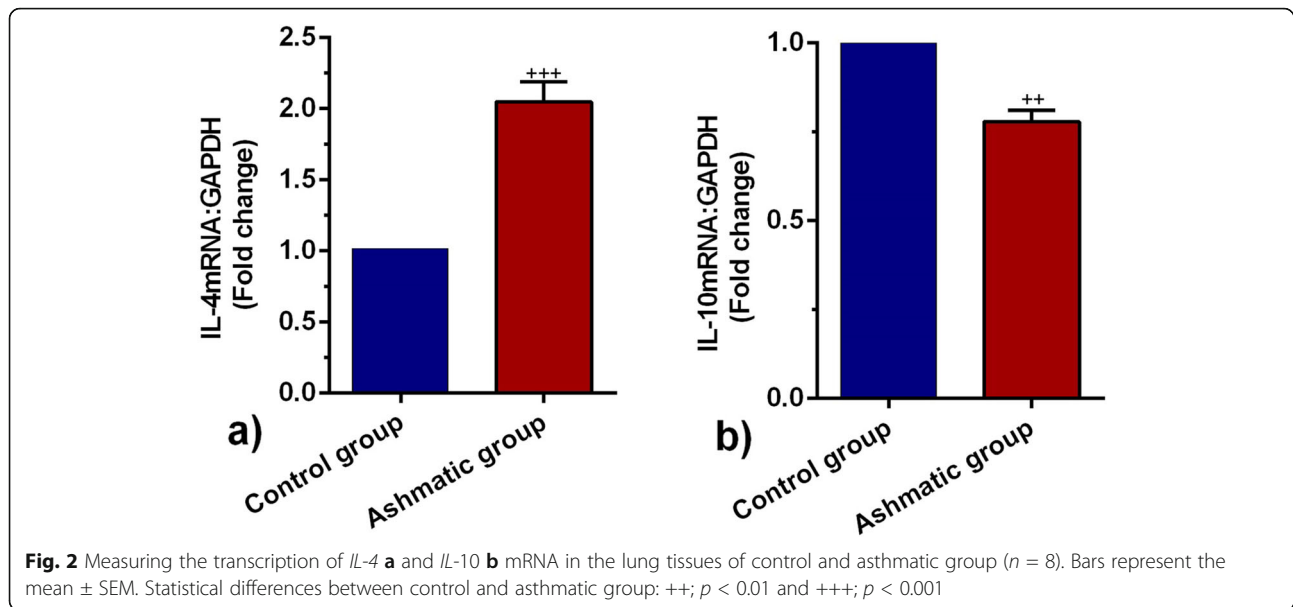 2.5
2.0
1.5
1.0
0.5
0.0
IL-4mRNA:GAPDH
(Fold change)
+++
a)
Control group
Ashmatic group
1.0
0.5
0.0
IL-10mRNA:GAPDH
(Fold change)
++
b)
Control group
Ashmatic group
Fig. 2 Measuring the transcription of IL-4 a and IL-10 b mRNA in the lung tissues of control and asthmatic group (n = 8). Bars represent the
mean ± SEM. Statistical differences between control and asthmatic group: ++; p < 0.01 and +++; p < 0.001